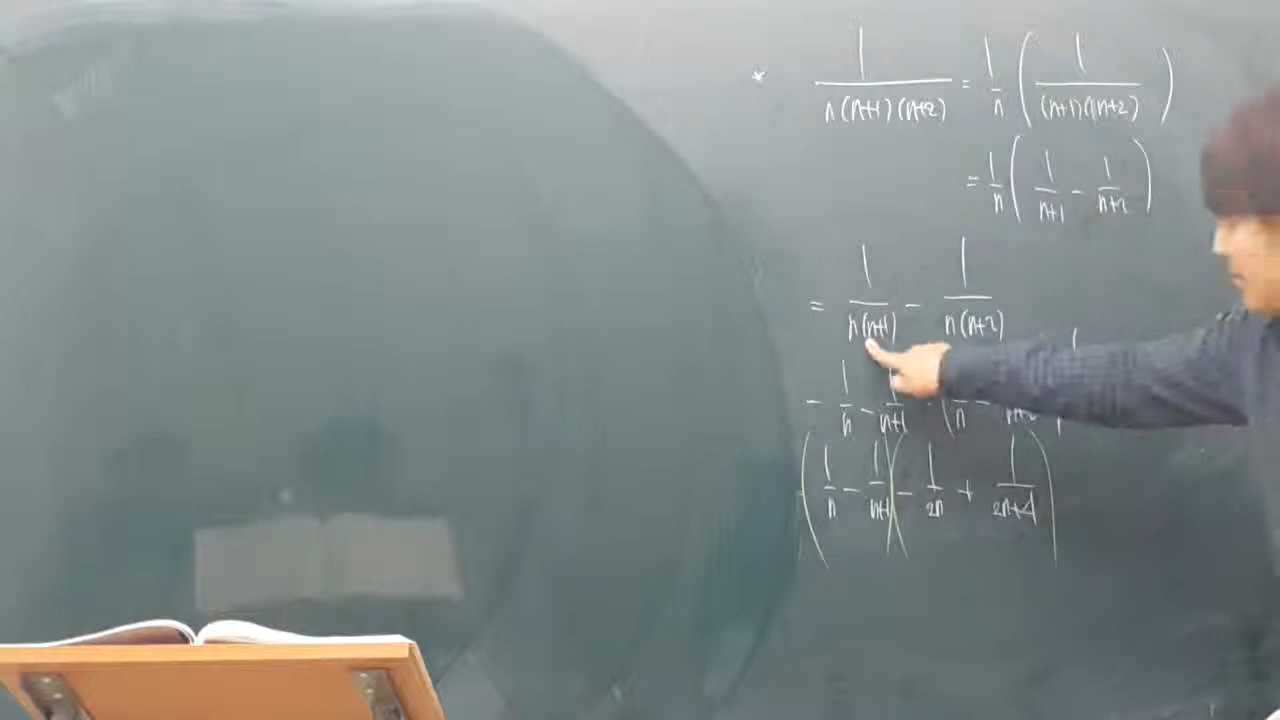 * 1/(n(n+1)(n+2)) = 1/n ( 1/((n+1)(n+2)) )
= 1/n ( 1/(n+1) - 1/(n+2) )
= 1/(n(n+1)) - 1/(n(n+2))
- 1/n - 1/(n+1)
( 1/n - 1/(n+1) ) ( - 1/2n + 1/(2n+4) )